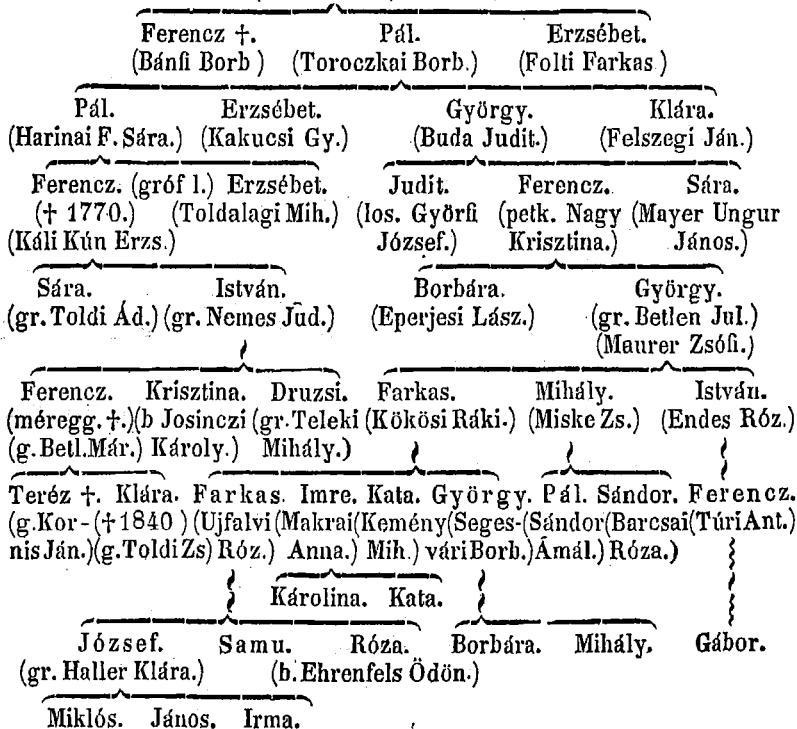 Ferencz †. Pál. Erzsébet.
(Bánfi Borb ) (Toroczkai Borb.) (Folti Farkas )
Pál. Erzsébet. György. Klára.
(Harinai F. Sára.) (Kakucsi Gy.) (Buda Judit.) (Felszegi Ján.)
Ferencz. (gróf l.) Erzsébet. Judit. Ferencz. Sára.
(† 1770.) (Toldalagi Mih.) (los. Györfi (petk. Nagy (Mayer Ungur
(Káli Kún Erzs.) József.) Krisztina.) János.)
Sára. István. Borbára. György.
(gr. Toldi Ád.) (gr. Nemes Jud.) (Eperjesi Lász.) (gr. Betlen Jul.)
(Maurer Zsófi.)
Ferencz. Krisztina. Druzsi. Farkas. Mihály. István.
(méregg. †.) (b Josinczi (gr. Teleki (Kökösi Ráki.) (Miske Zs.) (Endes Róz.)
(g. Betl. Már.) Károly.) Mihály.)
Teréz †. Klára. Farkas. Imre. Kata. György. Pál. Sándor. Ferencz.
(g. Kor- († 1840 ) (Ujfalvi (Makrai (Kemény (Seges- (Sándor (Barcsai (Túri Ant.)
nis Ján.) (g. Toldi Zs) Róz.) Anna.) Mih.) vári Borb.) Ámál.) Róza.)
Károlina. Kata.
József. Samu. Róza. Borbára. Mihály. Gábor.
(gr. Haller Klára.) (b. Ehrenfels Ödön.)
Miklós. János. Irma.